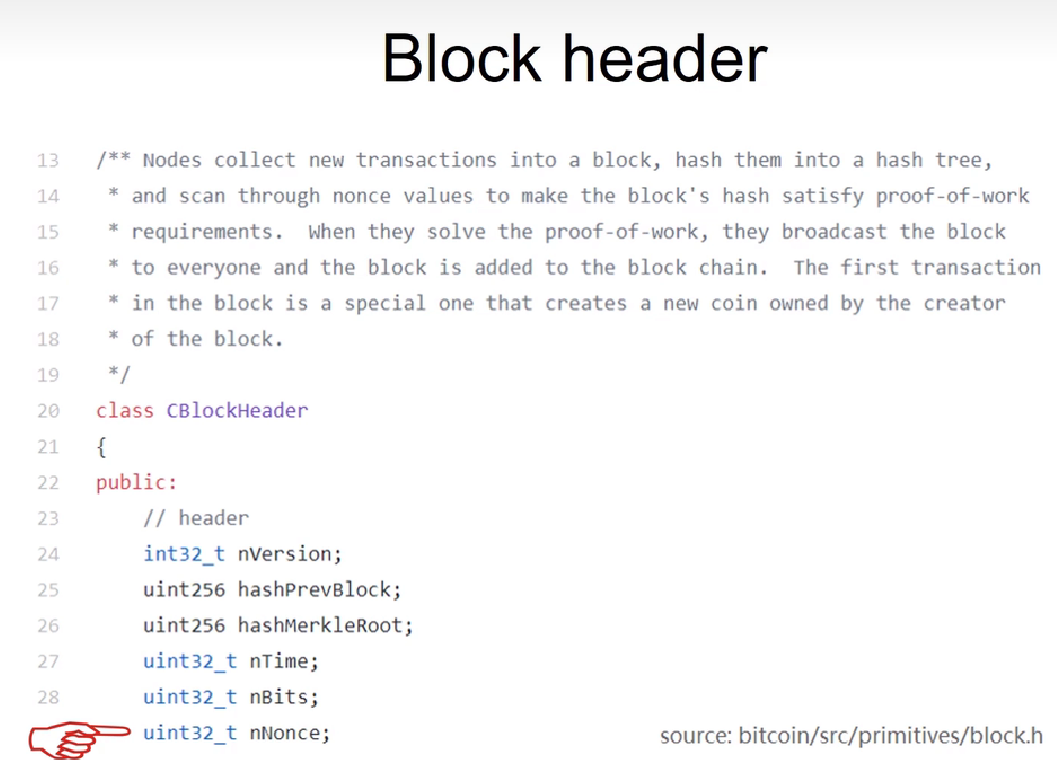 Block header
13 /** Nodes collect new transactions into a block, hash them into a hash tree,
14 * and scan through nonce values to make the block's hash satisfy proof-of-work
15 * requirements.  When they solve the proof-of-work, they broadcast the block
16 * to everyone and the block is added to the block chain.  The first transaction
17 * in the block is a special one that creates a new coin owned by the creator
18 * of the block.
19 */
20 class CBlockHeader
21 {
22 public:
23 // header
24 int32_t nVersion;
25 uint256 hashPrevBlock;
26 uint256 hashMerkleRoot;
27 uint32_t nTime;
28 uint32_t nBits;
uint32_t nNonce;
source: bitcoin/src/primitives/block.h